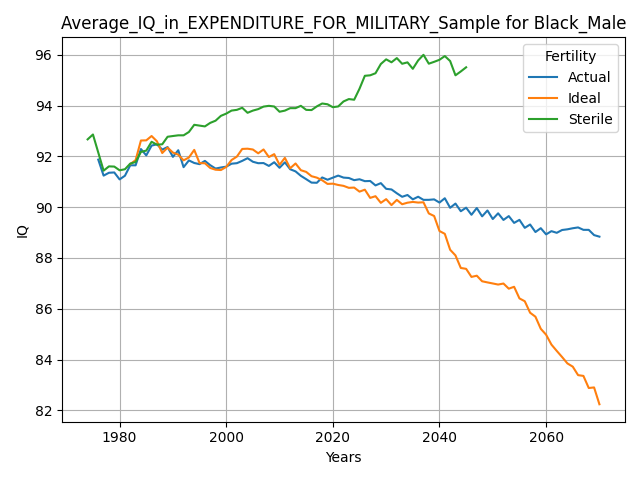 Average_IQ_in_EXPENDITURE_FOR_MILITARY_Sample for Black_Male
Fertility
Actual
Ideal
Sterile
IQ
96
94
92
90
88
86
84
82
1980
2000
2020
2040
2060
Years